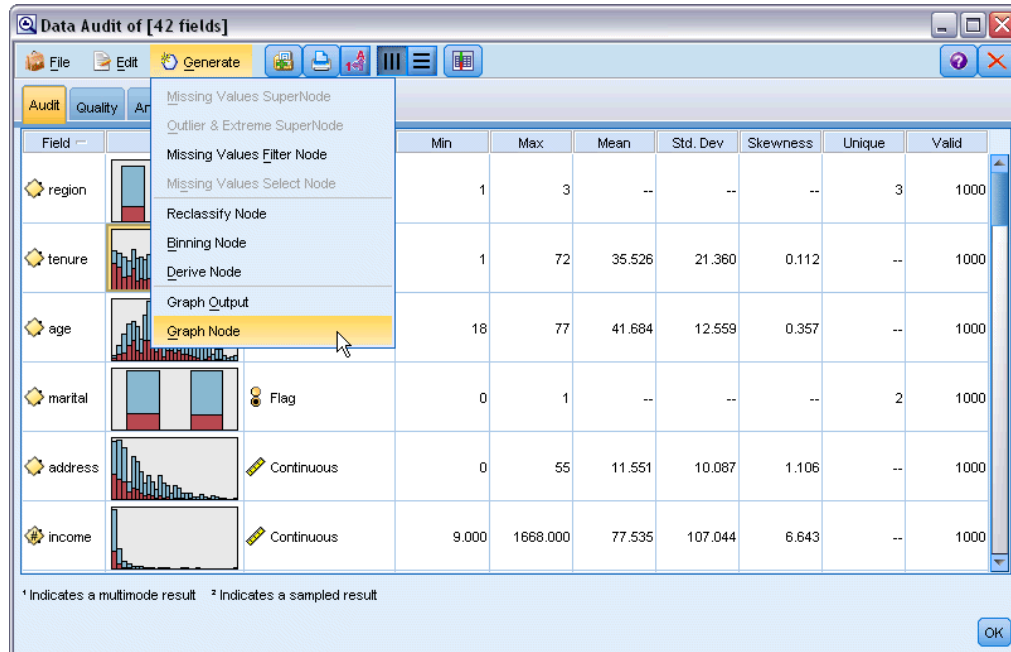 Data Audit of [42 fields]
File Edit Generate
Audit Quality An
Missing Values SuperNode
Outlier & Extreme SuperNode
Missing Values Filter Node
Missing Values Select Node
Reclassify Node
Binning Node
Derive Node
Graph Output
Graph Node
Field Min Max Mean Std. Dev Skewness Unique Valid
region 1 3 -- -- -- 3 1000
tenure 1 72 35.526 21.360 0.112 -- 1000
age 18 77 41.684 12.559 0.357 -- 1000
marital Flag 0 1 -- -- -- 2 1000
address Continuous 0 55 11.551 10.087 1.106 -- 1000
income Continuous 9.000 1668.000 77.535 107.044 6.643 -- 1000
¹ Indicates a multimode result ² Indicates a sampled result
OK